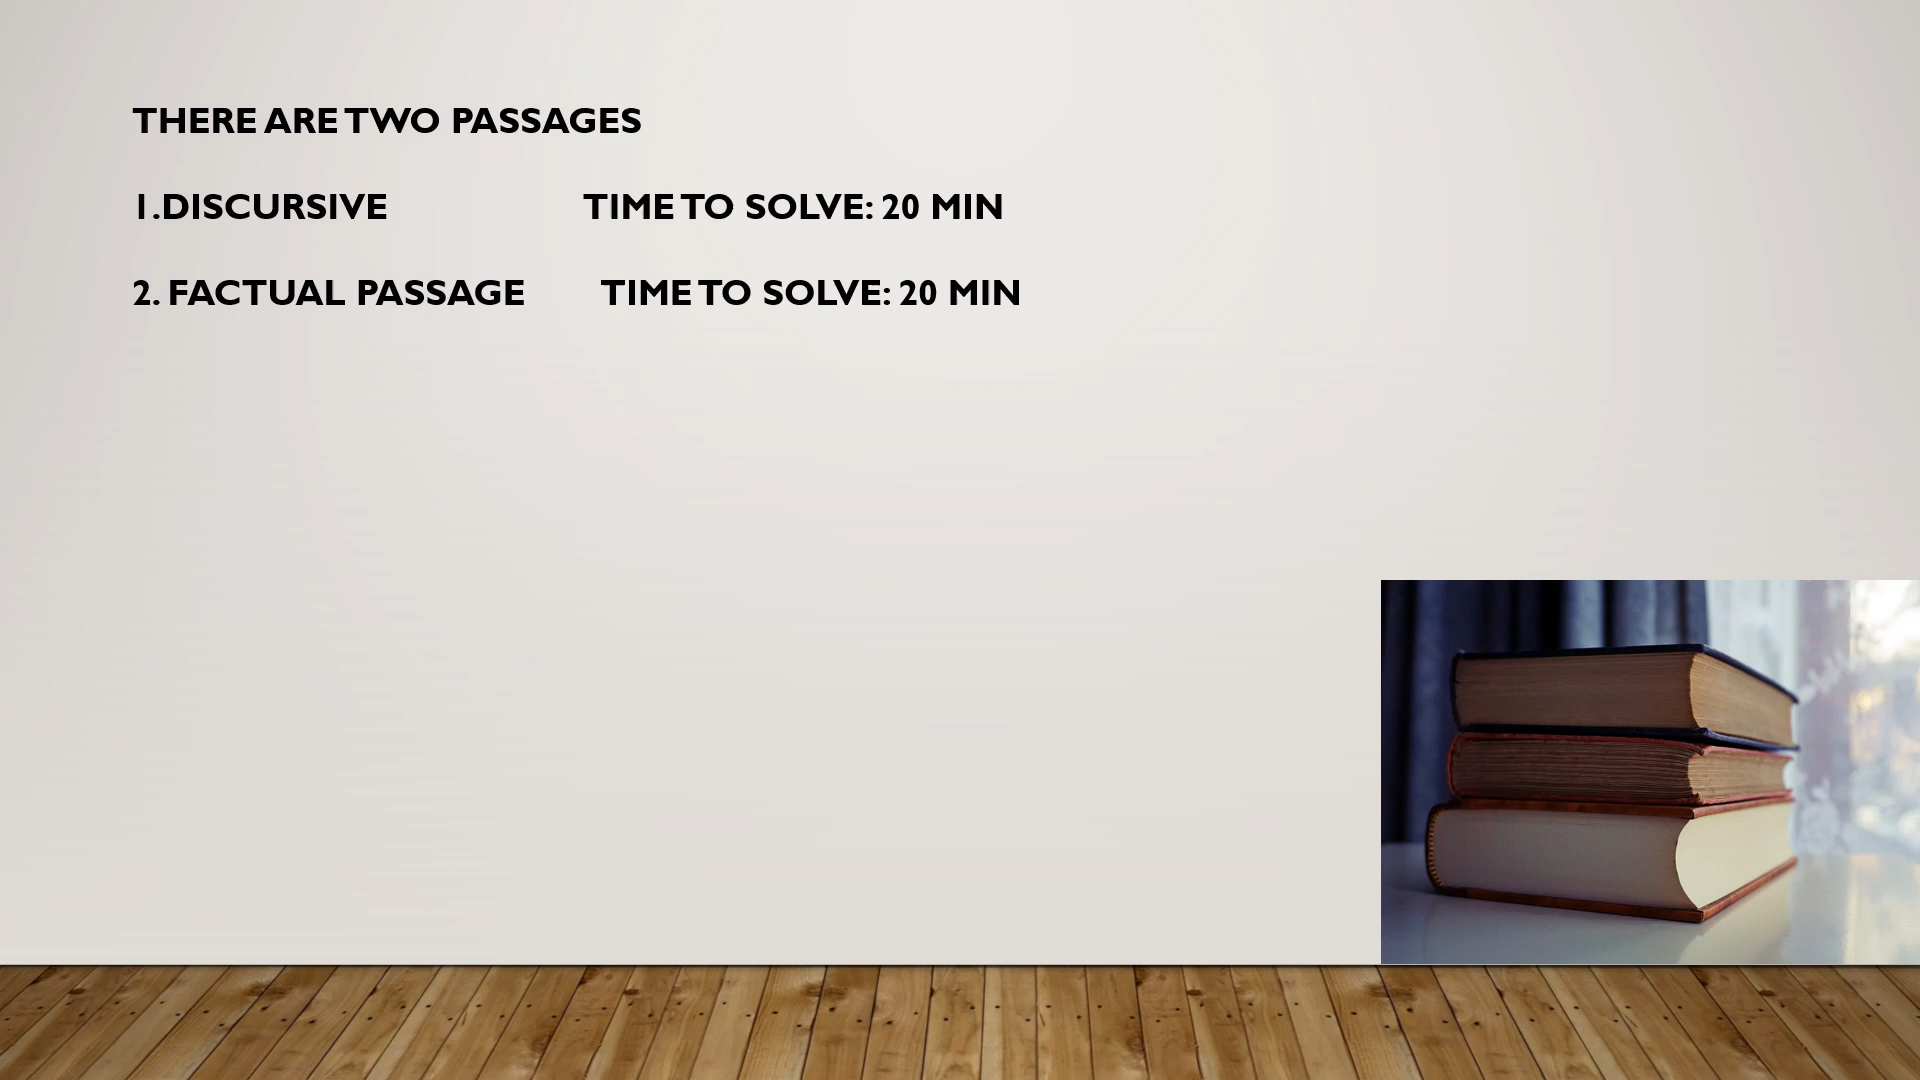 THERE ARE TWO PASSAGES
1.DISCURSIVE TIME TO SOLVE: 20 MIN
2. FACTUAL PASSAGE TIME TO SOLVE: 20 MIN